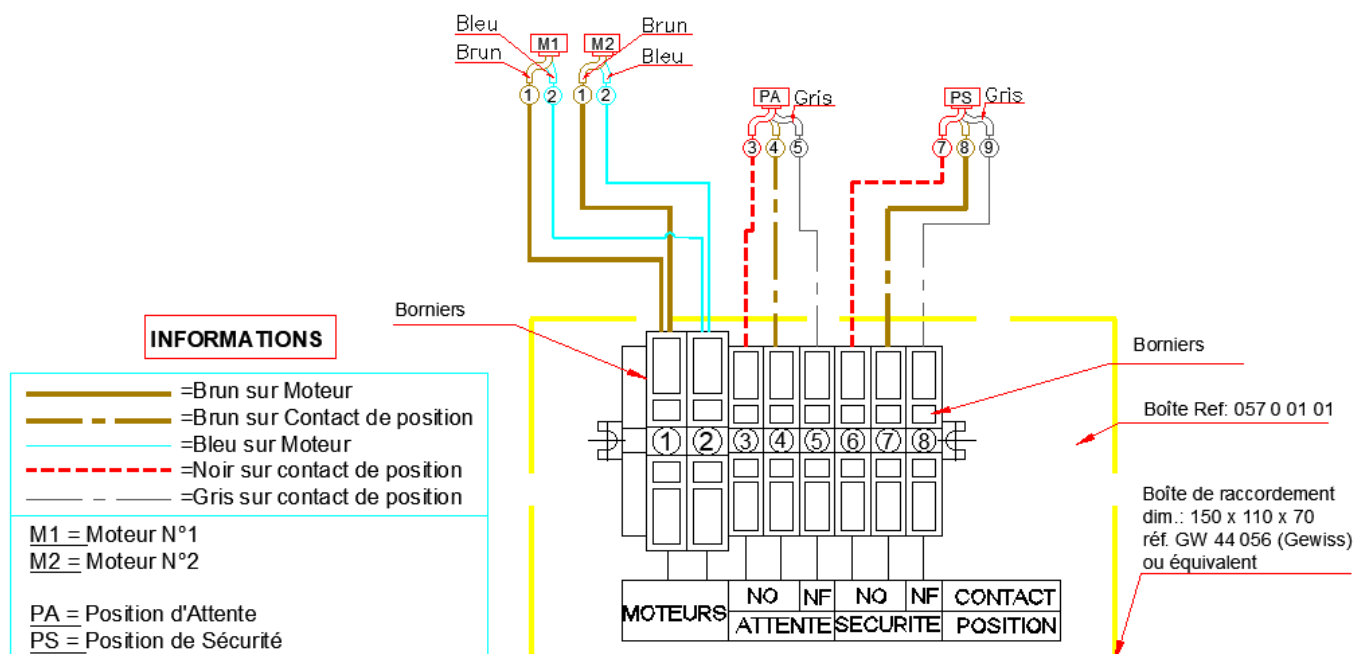 Bleu
Brun
M1
M2
Brun
Bleu
1
2
1
2
PA
Gris
3
4
5
PS
Gris
7
8
9
Borniers
INFORMATIONS
=Brun sur Moteur
=Brun sur Contact de position
=Bleu sur Moteur
=Noir sur contact de position
=Gris sur contact de position
M1 = Moteur N°1
M2 = Moteur N°2
PA = Position d'Attente
PS = Position de Sécurité
1
2
3
4
5
6
7
8
Borniers
Boîte Ref: 057 0 01 01
Boîte de raccordement
dim.: 150 x 110 x 70
réf. GW 44 056 (Gewiss)
ou équivalent
MOTEURS
NO
NF
NO
NF
CONTACT
ATTENTE
SECURITE
POSITION